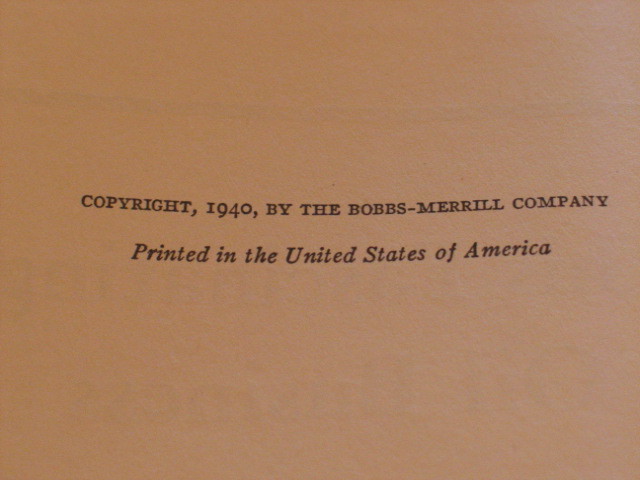 COPYRIGHT, 1940, BY THE BOBBS-MERRILL COMPANY
Printed in the United States of America